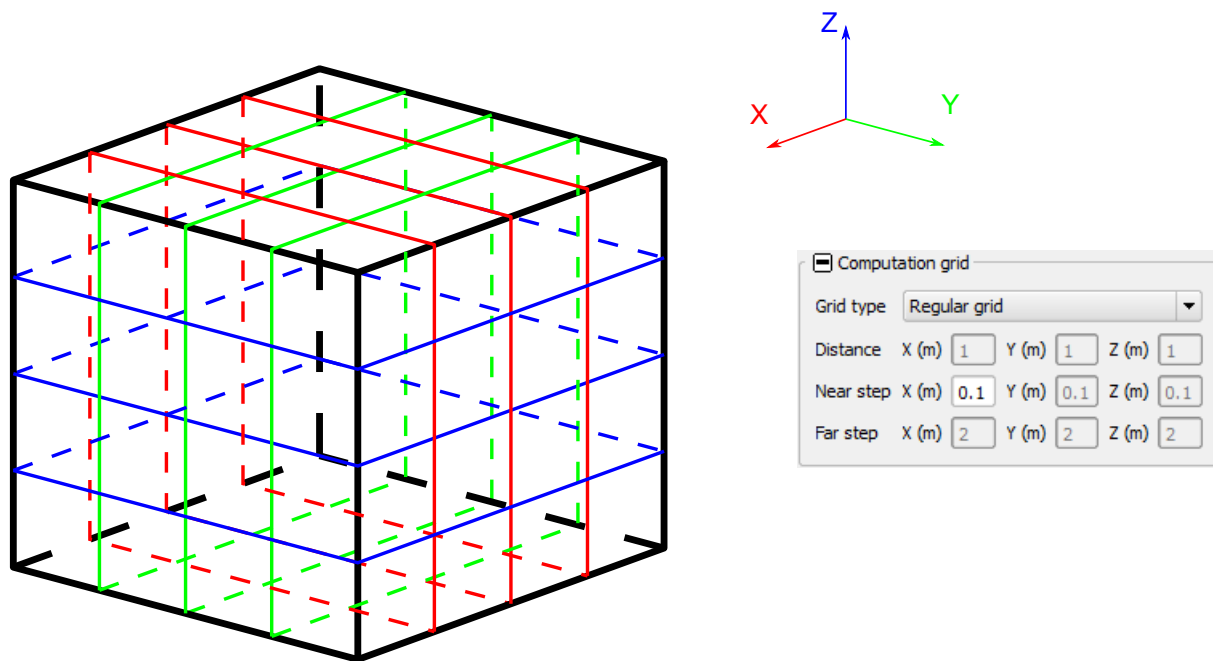 Z
Y
X
Computation grid
Grid type Regular grid
Distance X (m) 1 Y (m) 1 Z (m) 1
Near step X (m) 0.1 Y (m) 0.1 Z (m) 0.1
Far step X (m) 2 Y (m) 2 Z (m) 2